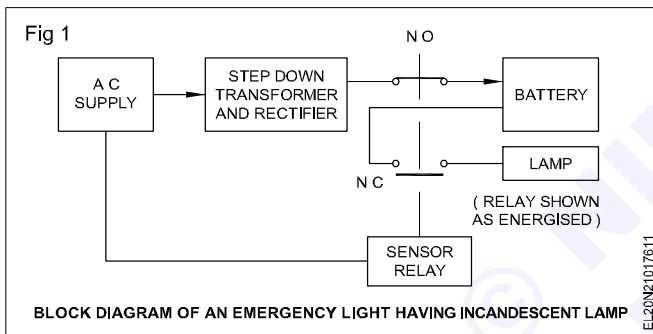 Fig 1
N O
A C
SUPPLY
STEP DOWN
TRANSFORMER
AND RECTIFIER
BATTERY
LAMP
N C
( RELAY SHOWN
AS ENERGISED )
SENSOR
RELAY
BLOCK DIAGRAM OF AN EMERGENCY LIGHT HAVING INCANDESCENT LAMP
EL20N21017611
© NI